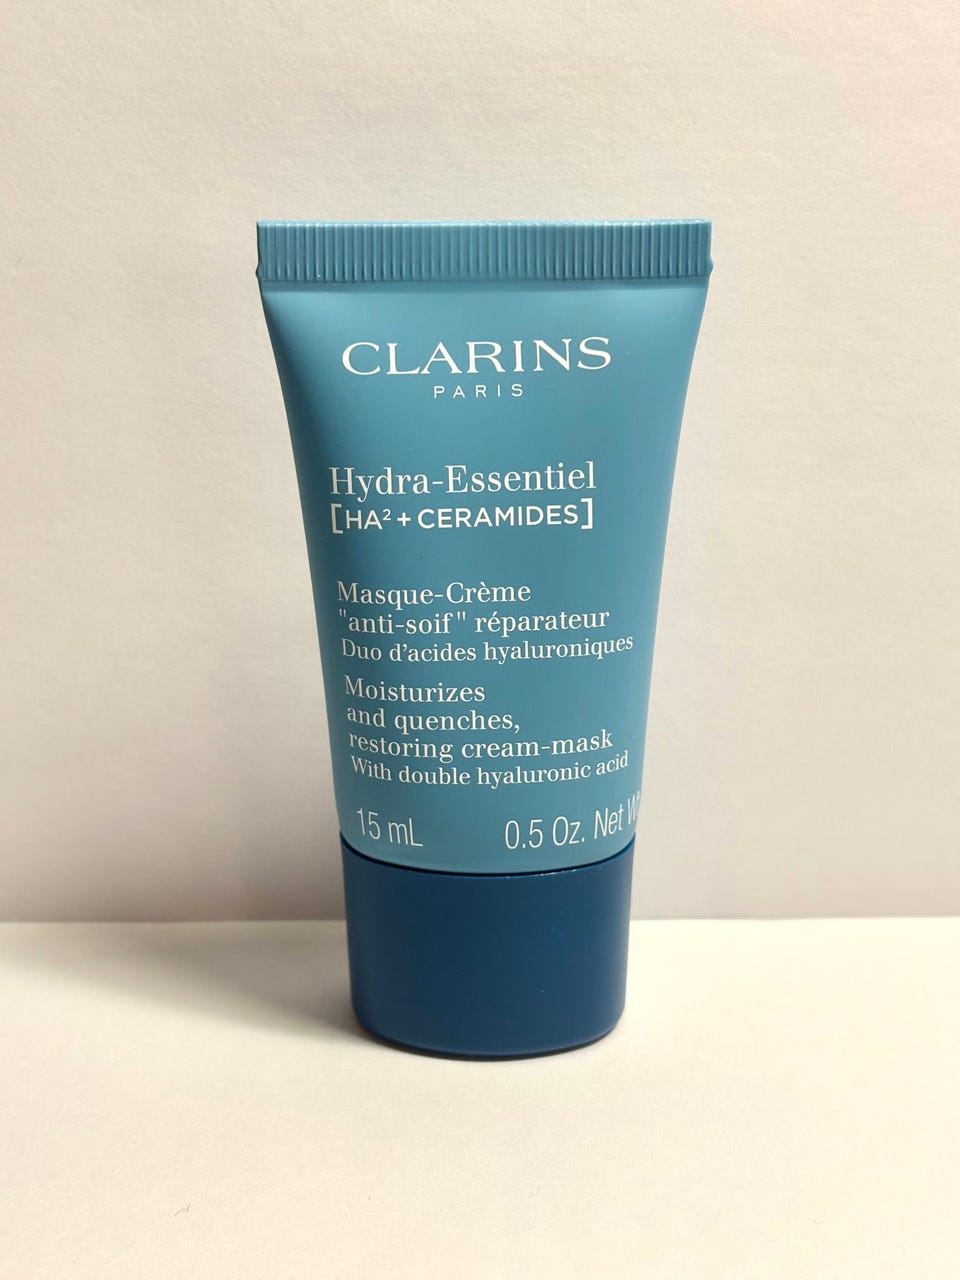 CLARINS
PARIS
Hydra-Essentiel
[HA² + CERAMIDES]
Masque-Crème
"anti-soif" réparateur
Duo d'acides hyaluroniques
Moisturizes
and quenches,
restoring cream-mask
With double hyaluronic acid
15 mL 0.5 Oz. Net